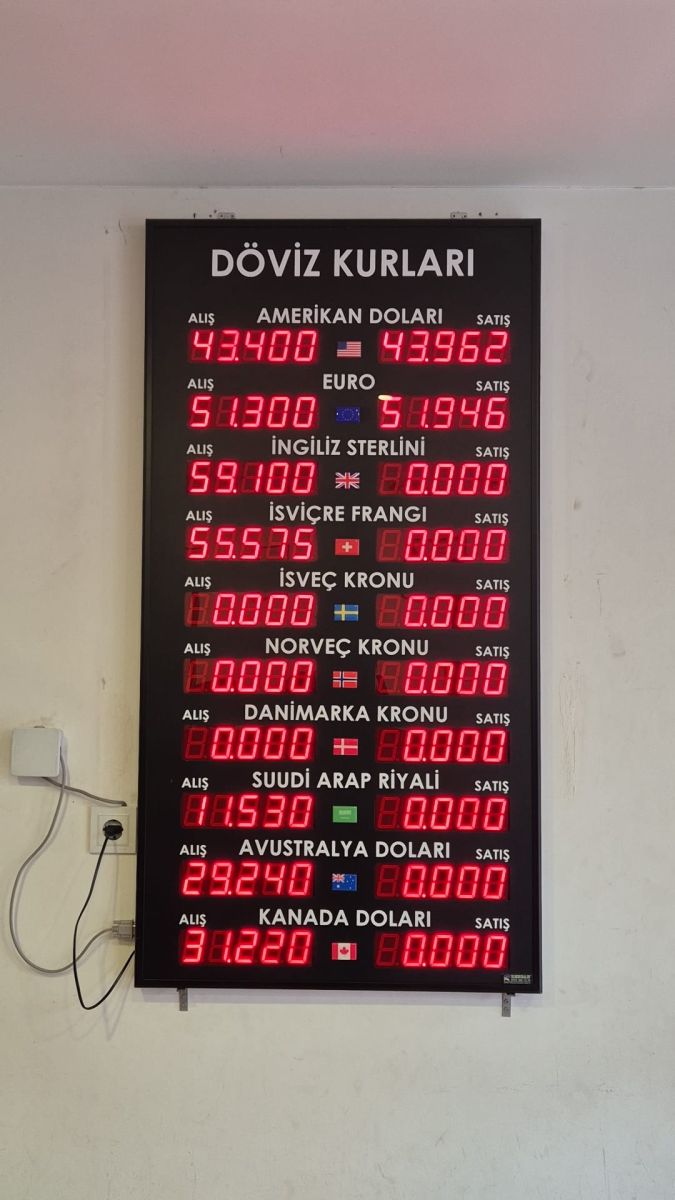 DÖVİZ KURLARI
ALIŞ AMERİKAN DOLARI SATIŞ
43.400 43.962
ALIŞ EURO SATIŞ
51.300 51.946
ALIŞ İNGİLİZ STERLİNİ SATIŞ
59.100 0.000
ALIŞ İSVİÇRE FRANGI SATIŞ
55.575 0.000
ALIŞ İSVEÇ KRONU SATIŞ
0.000 0.000
ALIŞ NORVEÇ KRONU SATIŞ
0.000 0.000
ALIŞ DANİMARKA KRONU SATIŞ
0.000 0.000
ALIŞ SUUDİ ARAP RİYALİ SATIŞ
11.530 0.000
ALIŞ AVUSTRALYA DOLARI SATIŞ
29.240 0.000
ALIŞ KANADA DOLARI SATIŞ
31.220 0.000